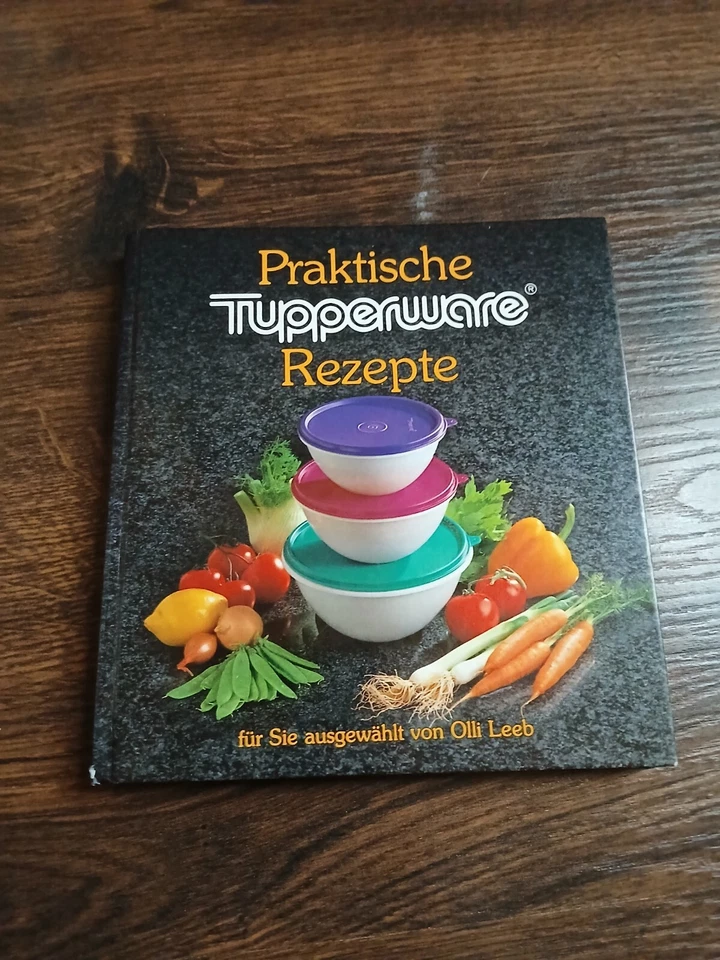 Praktische
Tupperware®
Rezepte
für Sie ausgewählt von Olli Leeb